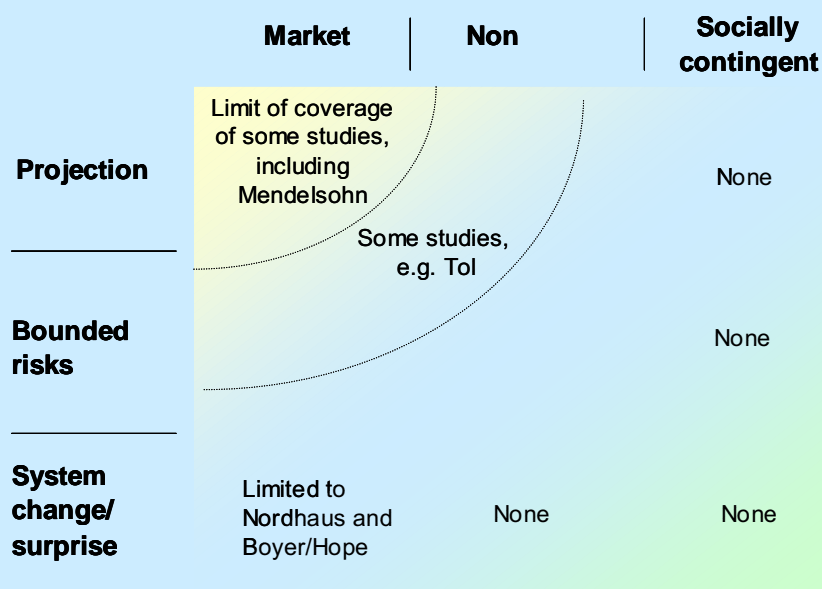 Market
Non
Socially
contingent
Projection
Limit of coverage
of some studies,
including
Mendelsohn
None
Some studies,
e.g. Tol
Bounded
risks
None
System
change/
surprise
Limited to
Nordhaus and
Boyer/Hope
None
None